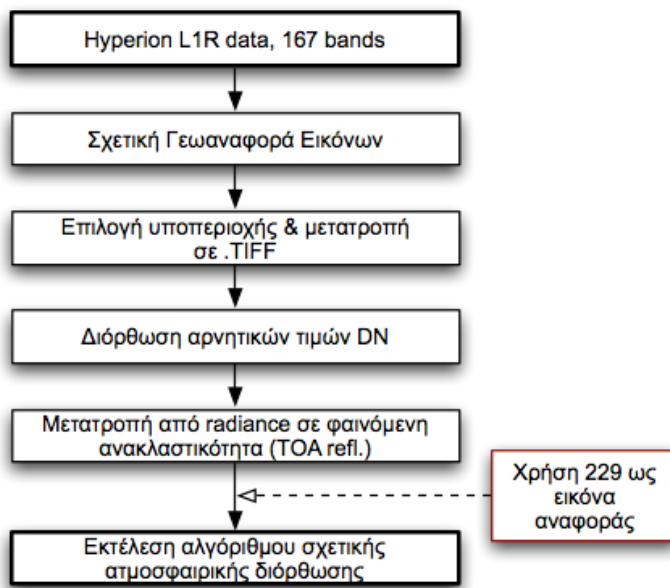 Hyperion L1R data, 167 bands
Σχετική Γεωαναφορά Εικόνων
Επιλογή υποπεριοχής & μετατροπή
σε .TIFF
Διόρθωση αρνητικών τιμών DN
Μετατροπή από radiance σε φαινόμενη
ανακλαστικότητα (TOA refl.)
Χρήση 229 ως
εικόνα
αναφοράς
Εκτέλεση αλγόριθμου σχετικής
ατμοσφαιρικής διόρθωσης